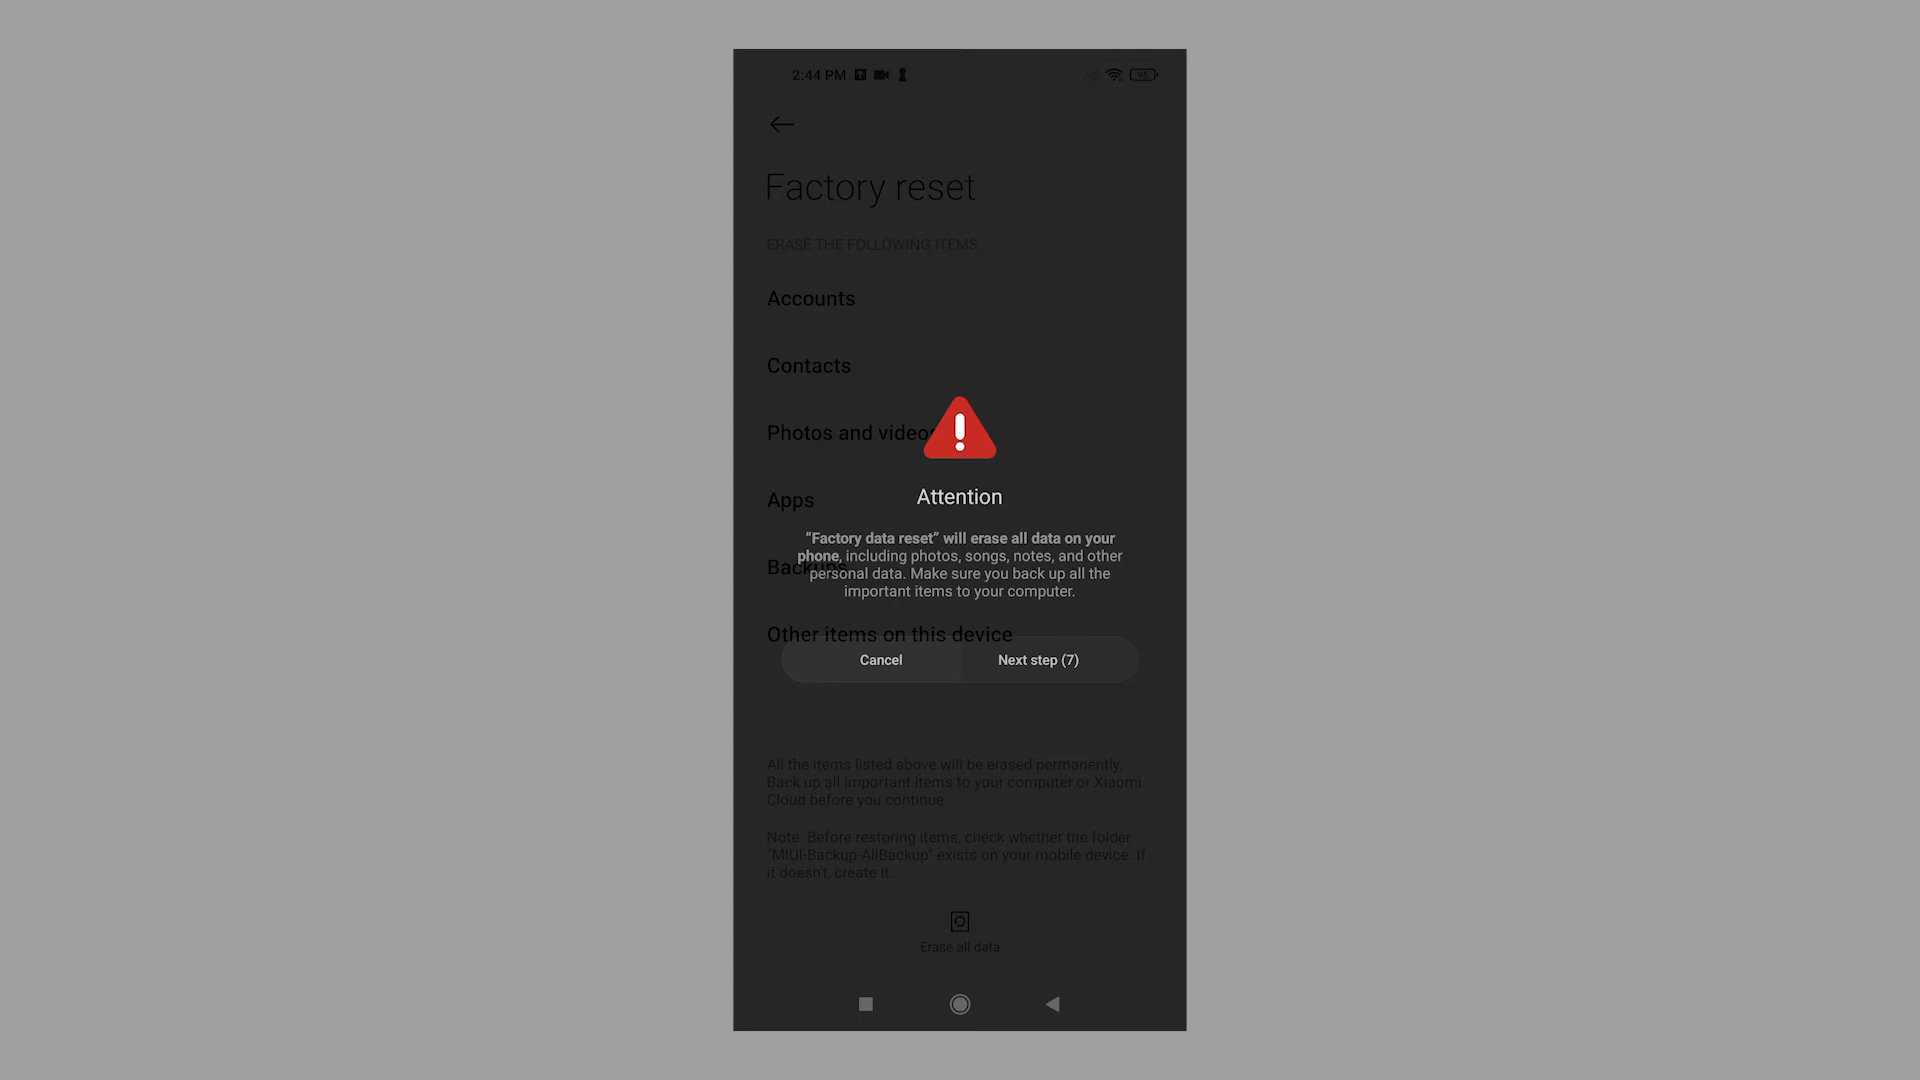 2:44 PM
95
Factory reset
ERASE THE FOLLOWING ITEMS
Accounts
Contacts
Photos and videos
Apps
Attention
“Factory data reset” will erase all data on your
phone, including photos, songs, notes, and other
personal data. Make sure you back up all the
important items to your computer.
Backups
Other items on this device
Cancel
Next step (7)
All the items listed above will be erased permanently.
Back up all important items to your computer or Xiaomi
Cloud before you continue.
Note: Before restoring items, check whether the folder
"MIUI-Backup-AllBackup" exists on your mobile device. If
it doesn't, create it.
Erase all data